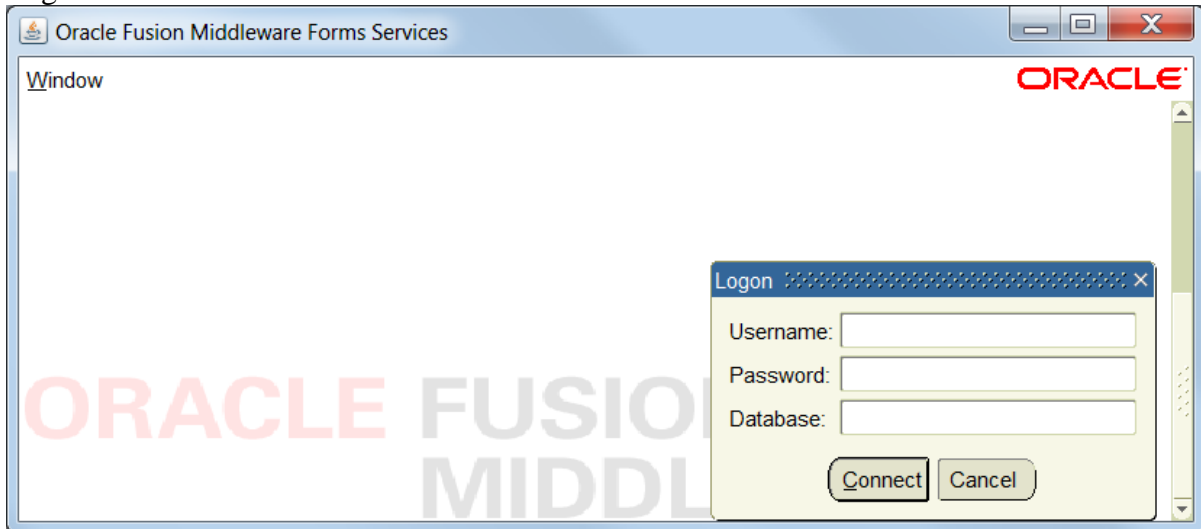 Oracle Fusion Middleware Forms Services
Window
ORACLE
Logon
Username:
Password:
Database:
ORACLE FUSIO
MIDDL
Connect Cancel